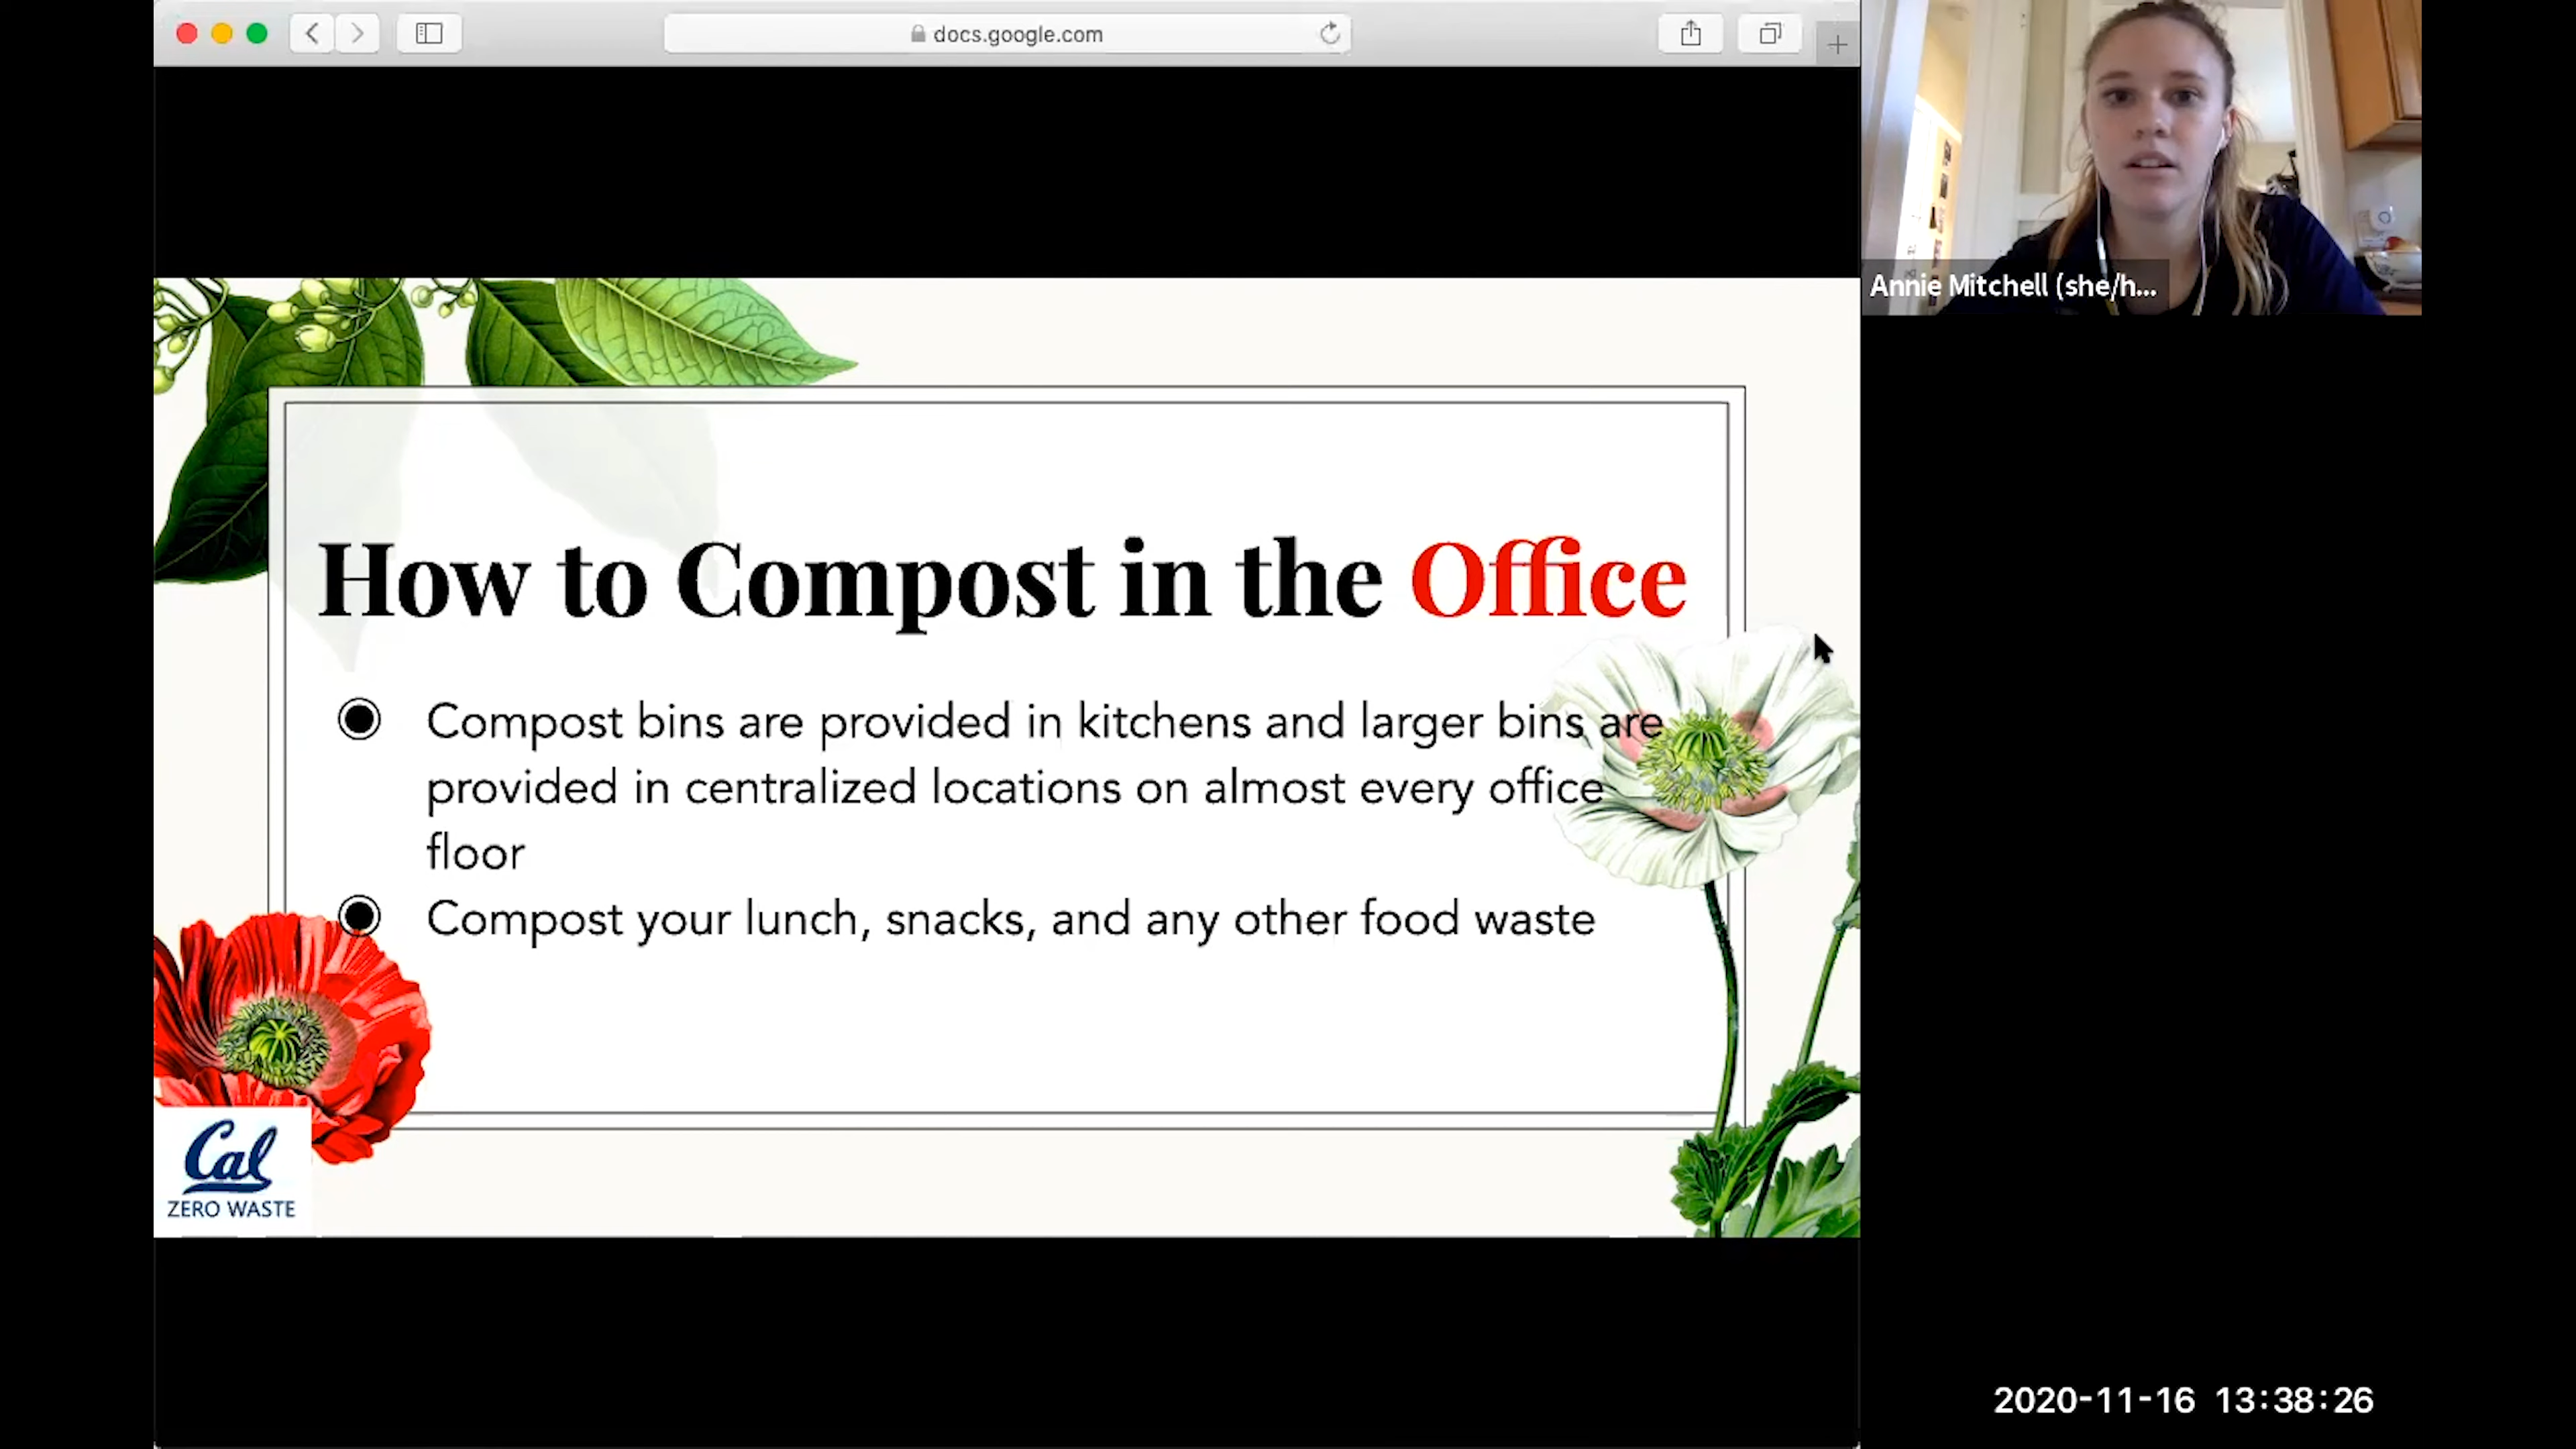 docs.google.com
Annie Mitchell (she/h...
How to Compost in the Office
Compost bins are provided in kitchens and larger bins are
provided in centralized locations on almost every office
floor
Compost your lunch, snacks, and any other food waste
Cal
ZERO WASTE
2020-11-16 13:38:26